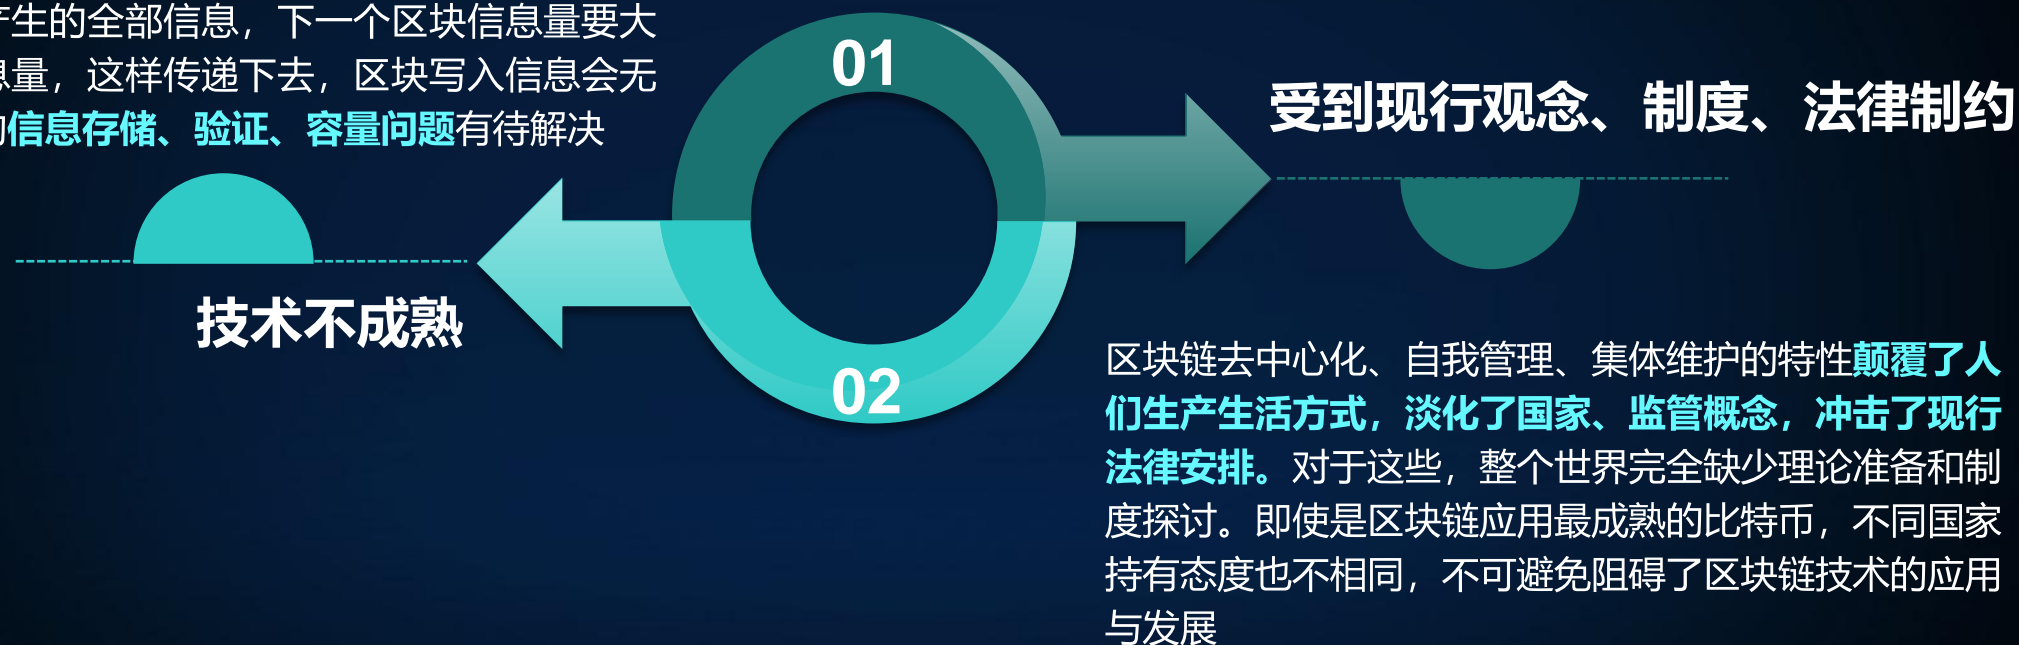 产生的全部信息，下一个区块信息量要大
息量，这样传递下去，区块写入信息会无
的信息存储、验证、容量问题有待解决
技术不成熟
01
02
受到现行观念、制度、法律制约
区块链去中心化、自我管理、集体维护的特性颠覆了人
们生产生活方式，淡化了国家、监管概念，冲击了现行
法律安排。对于这些，整个世界完全缺少理论准备和制
度探讨。即使是区块链应用最成熟的比特币，不同国家
持有态度也不相同，不可避免阻碍了区块链技术的应用
与发展